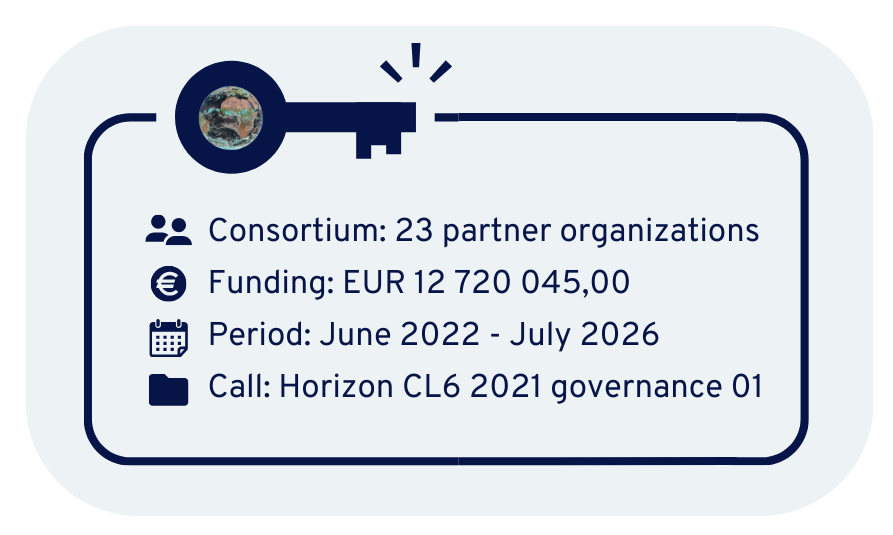 Consortium: 23 partner organizations
Funding: EUR 12 720 045,00
Period: June 2022 - July 2026
Call: Horizon CL6 2021 governance 01